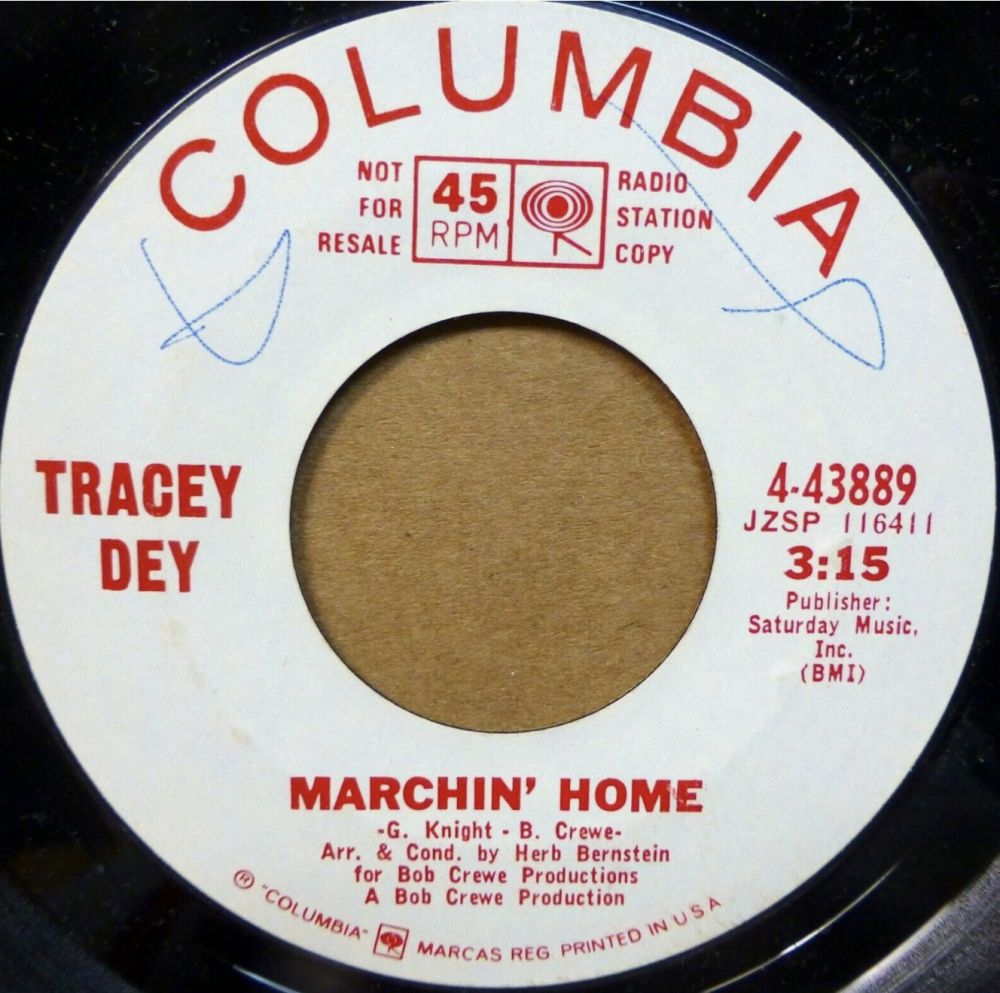 COLUMBIA
NOT
FOR
RESALE
45
RPM
RADIO
STATION
COPY
TRACEY
DEY
4-43889
JZSP 116411
3:15
Publisher:
Saturday Music,
Inc.
(BMI)
MARCHIN' HOME
-G. Knight - B. Crewe-
Arr. & Cond. by Herb Bernstein
for Bob Crewe Productions
A Bob Crewe Production
® "COLUMBIA" MARCAS REG. PRINTED IN U S A